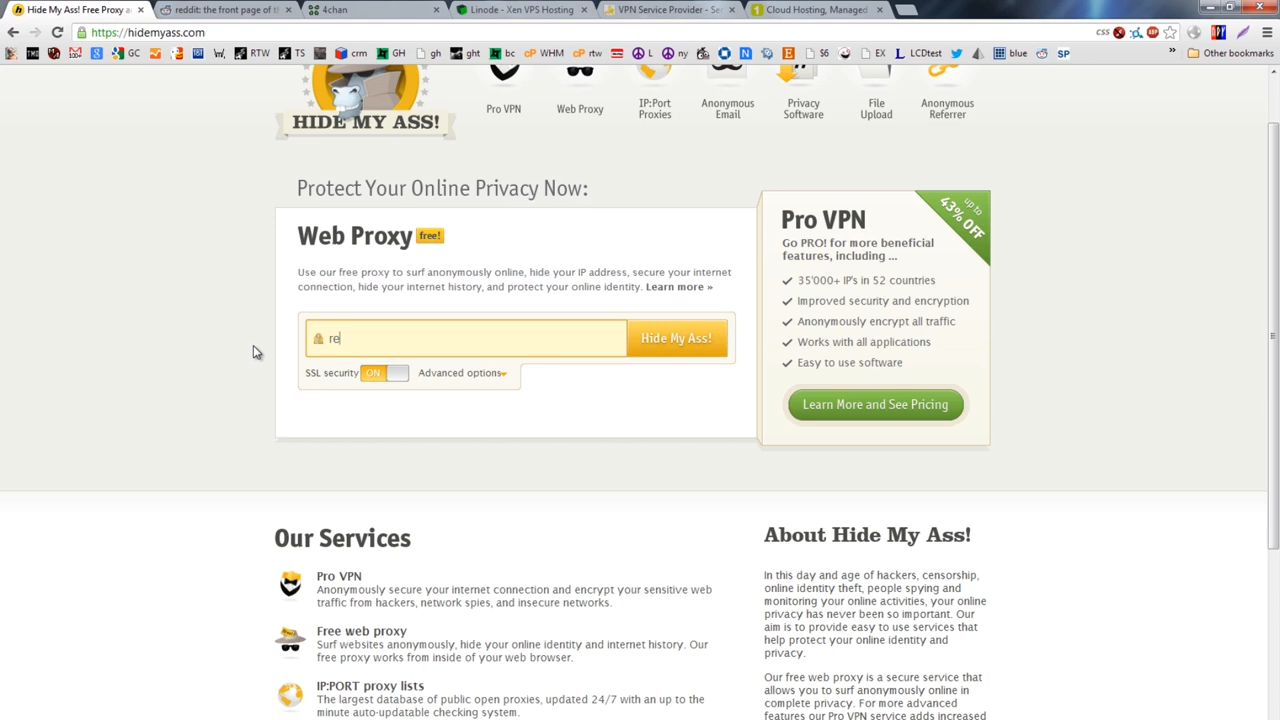 Hide My Ass! Free Proxy a
reddit: the front page of th
4chan
Linode - Xen VPS Hosting
VPN Service Provider - Se
Cloud Hosting, Managed
https://hidemyass.com
css
GC
RTW
TS
crm
GH
gh
ght
bc
WHM
rtw
L
ny
S6
EX
LCDtest
blue
SP
Other bookmarks
HIDE MY ASS!
Pro VPN
Web Proxy
IP:Port
Proxies
Anonymous
Email
Privacy
Software
File
Upload
Anonymous
Referrer
Protect Your Online Privacy Now:
Web Proxy free!
Use our free proxy to surf anonymously online, hide your IP address, secure your internet
connection, hide your internet history, and protect your online identity. Learn more »
re
Hide My Ass!
SSL security ON Advanced options
up to
43% OFF
Pro VPN
Go PRO! for more beneficial
features, including ...
35'000+ IP's in 52 countries
Improved security and encryption
Anonymously encrypt all traffic
Works with all applications
Easy to use software
Learn More and See Pricing
Our Services
Pro VPN
Anonymously secure your internet connection and encrypt your sensitive web
traffic from hackers, network spies, and insecure networks.
Free web proxy
Surf websites anonymously, hide your online identity and internet history. Our
free proxy works from inside of your web browser.
IP:PORT proxy lists
The largest database of public open proxies, updated 24/7 with an up to the
minute auto-updatable checking system.
About Hide My Ass!
In this day and age of hackers, censorship,
online identity theft, people spying and
monitoring your online activities, your online
privacy has never been so important. Our
aim is to provide easy to use services that
help protect your online identity and
privacy.
Our free web proxy is a secure service that
allows you to surf anonymously online in
complete privacy. For more advanced
features our Pro VPN service adds increased